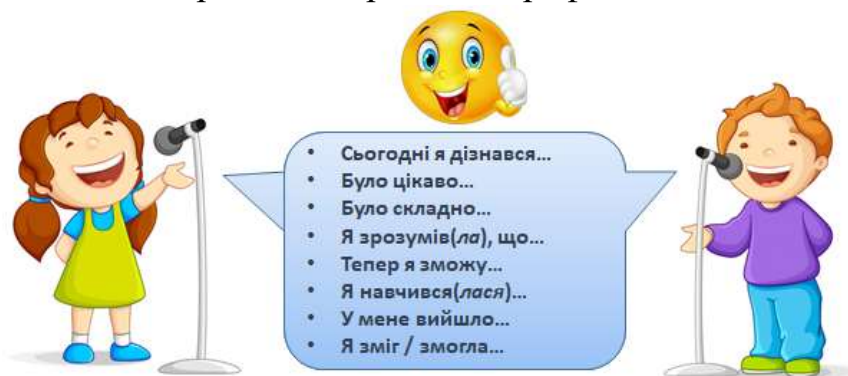 • Сьогодні я дізнався...
• Було цікаво...
• Було складно...
• Я зрозумів(ла), що...
• Тепер я зможу...
• Я навчився(лася)...
• У мене вийшло...
• Я зміг / змогла...